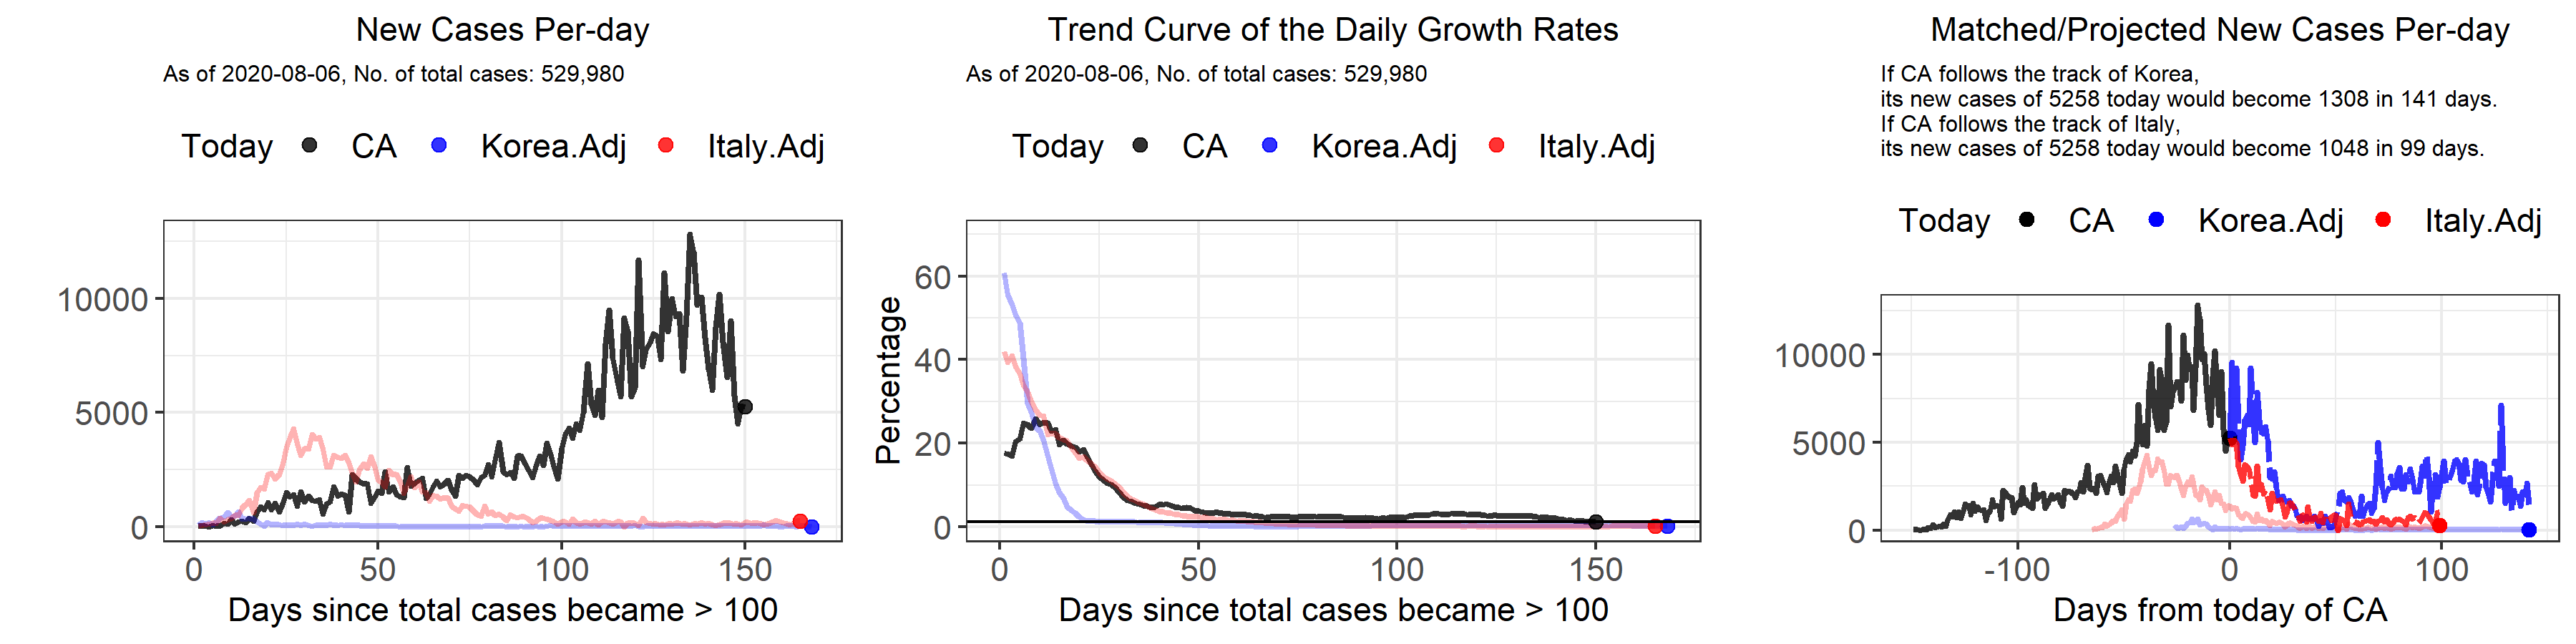 New Cases Per-day
As of 2020-08-06, No. of total cases: 529,980
Today CA Korea.Adj Italy.Adj
10000
5000
0
0 50 100 150
Days since total cases became > 100
Trend Curve of the Daily Growth Rates
As of 2020-08-06, No. of total cases: 529,980
Today CA Korea.Adj Italy.Adj
Percentage
60
40
20
0
0 50 100 150
Days since total cases became > 100
Matched/Projected New Cases Per-day
If CA follows the track of Korea,
its new cases of 5258 today would become 1308 in 141 days.
If CA follows the track of Italy,
its new cases of 5258 today would become 1048 in 99 days.
Today CA Korea.Adj Italy.Adj
10000
5000
0
-100 0 100
Days from today of CA